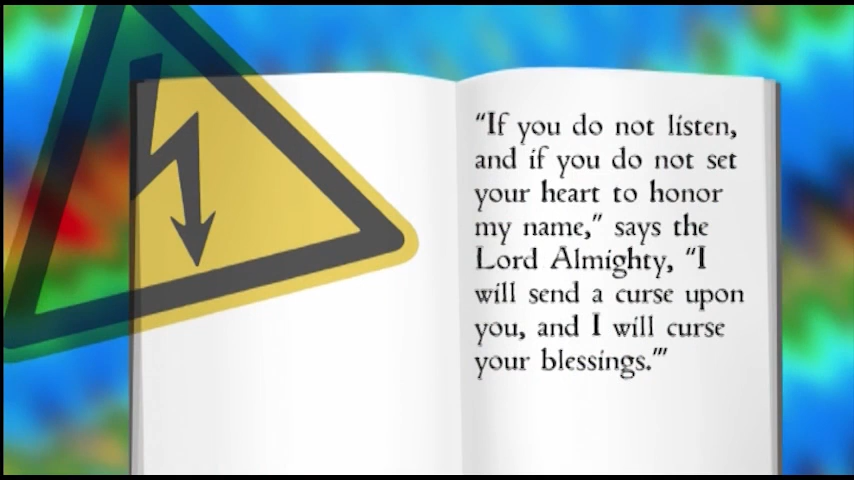 “If you do not listen,
and if you do not set
your heart to honor
my name,” says the
Lord Almighty, “I
will send a curse upon
you, and I will curse
your blessings.’”